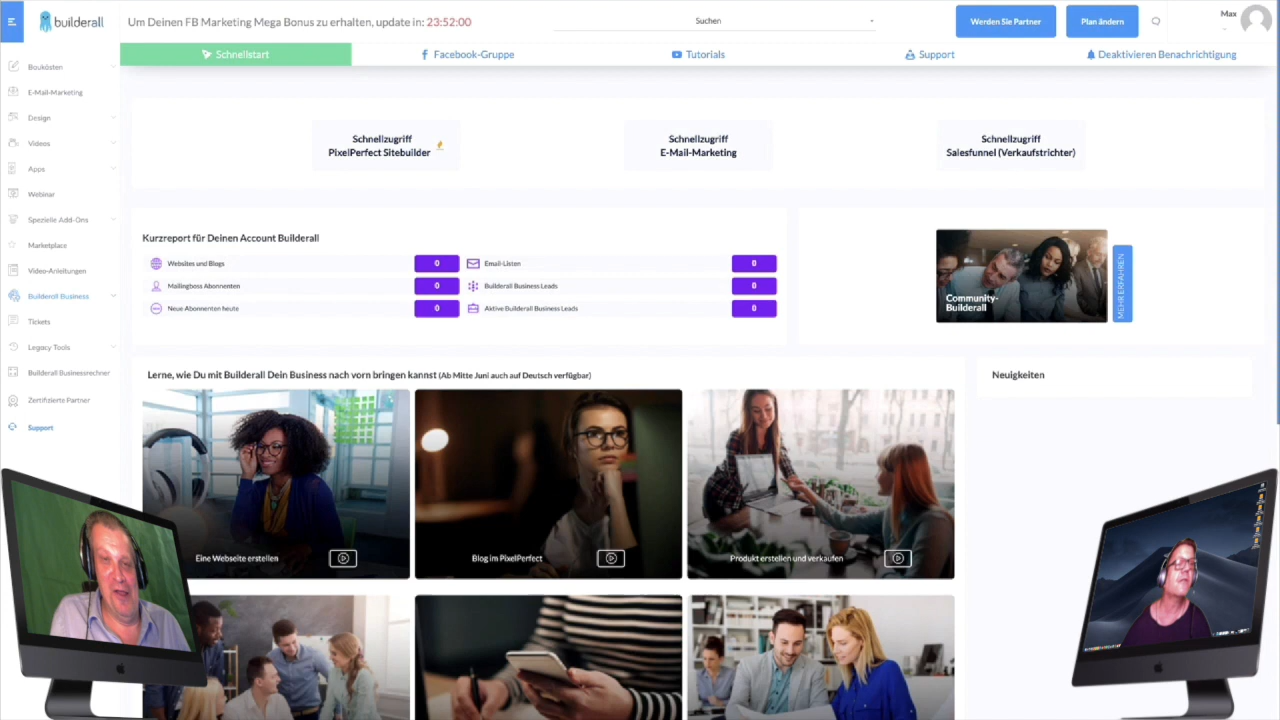 builderall
Um Deinen FB Marketing Mega Bonus zu erhalten, update in: 23:52:00
Suchen
Werden Sie Partner
Plan ändern
Max
Schnellstart
Facebook-Gruppe
Tutorials
Support
Deaktivieren Benachrichtigung
Baukästen
E-Mail-Marketing
Design
Videos
Apps
Webinar
Spezielle Add-Ons
Marketplace
Video-Anleitungen
Builderall Business
Tickets
Legacy Tools
Builderall Businessrechner
Zertifizierte Partner
Support
Schnellzugriff
PixelPerfect Sitebuilder
Schnellzugriff
E-Mail-Marketing
Schnellzugriff
Salesfunnel (Verkaufstrichter)
Kurzreport für Deinen Account Builderall
Websites und Blogs 0
Email-Listen 0
Mailingboss Abonnenten 0
Builderall Business Leads 0
Neue Abonnenten heute 0
Aktive Builderall Business Leads 0
Community-
Builderall
MEHR ERFAHREN
Lerne, wie Du mit Builderall Dein Business nach vorn bringen kannst (Ab Mitte Juni auch auf Deutsch verfügbar)
Neuigkeiten
Eine Webseite erstellen
Blog im PixelPerfect
Produkt erstellen und verkaufen